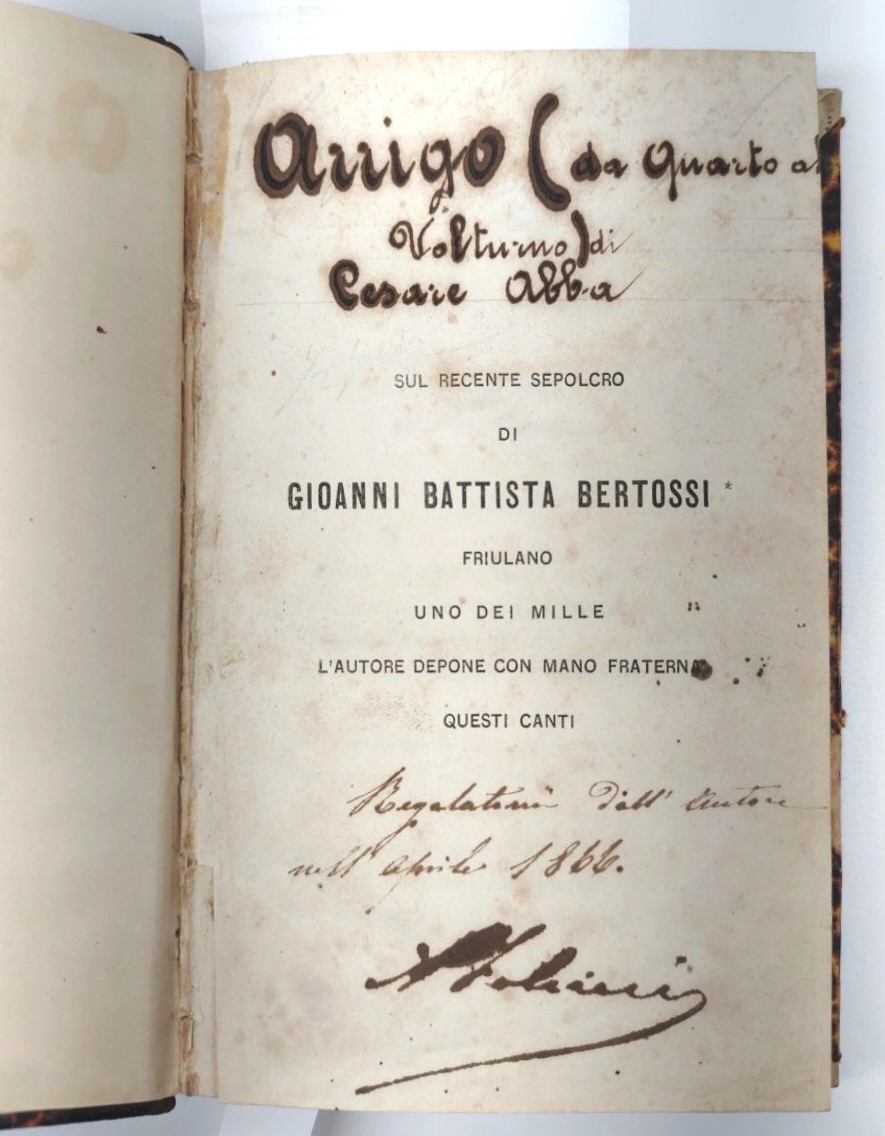 Arrigo (da Quarto al
Volturno) di
Cesare Abba
SUL RECENTE SEPOLCRO
DI
GIOANNI BATTISTA BERTOSSI *
FRIULANO
UNO DEI MILLE
L'AUTORE DEPONE CON MANO FRATERNA
QUESTI CANTI
Regalatomi dall' Autore
nell' Aprile 1866.